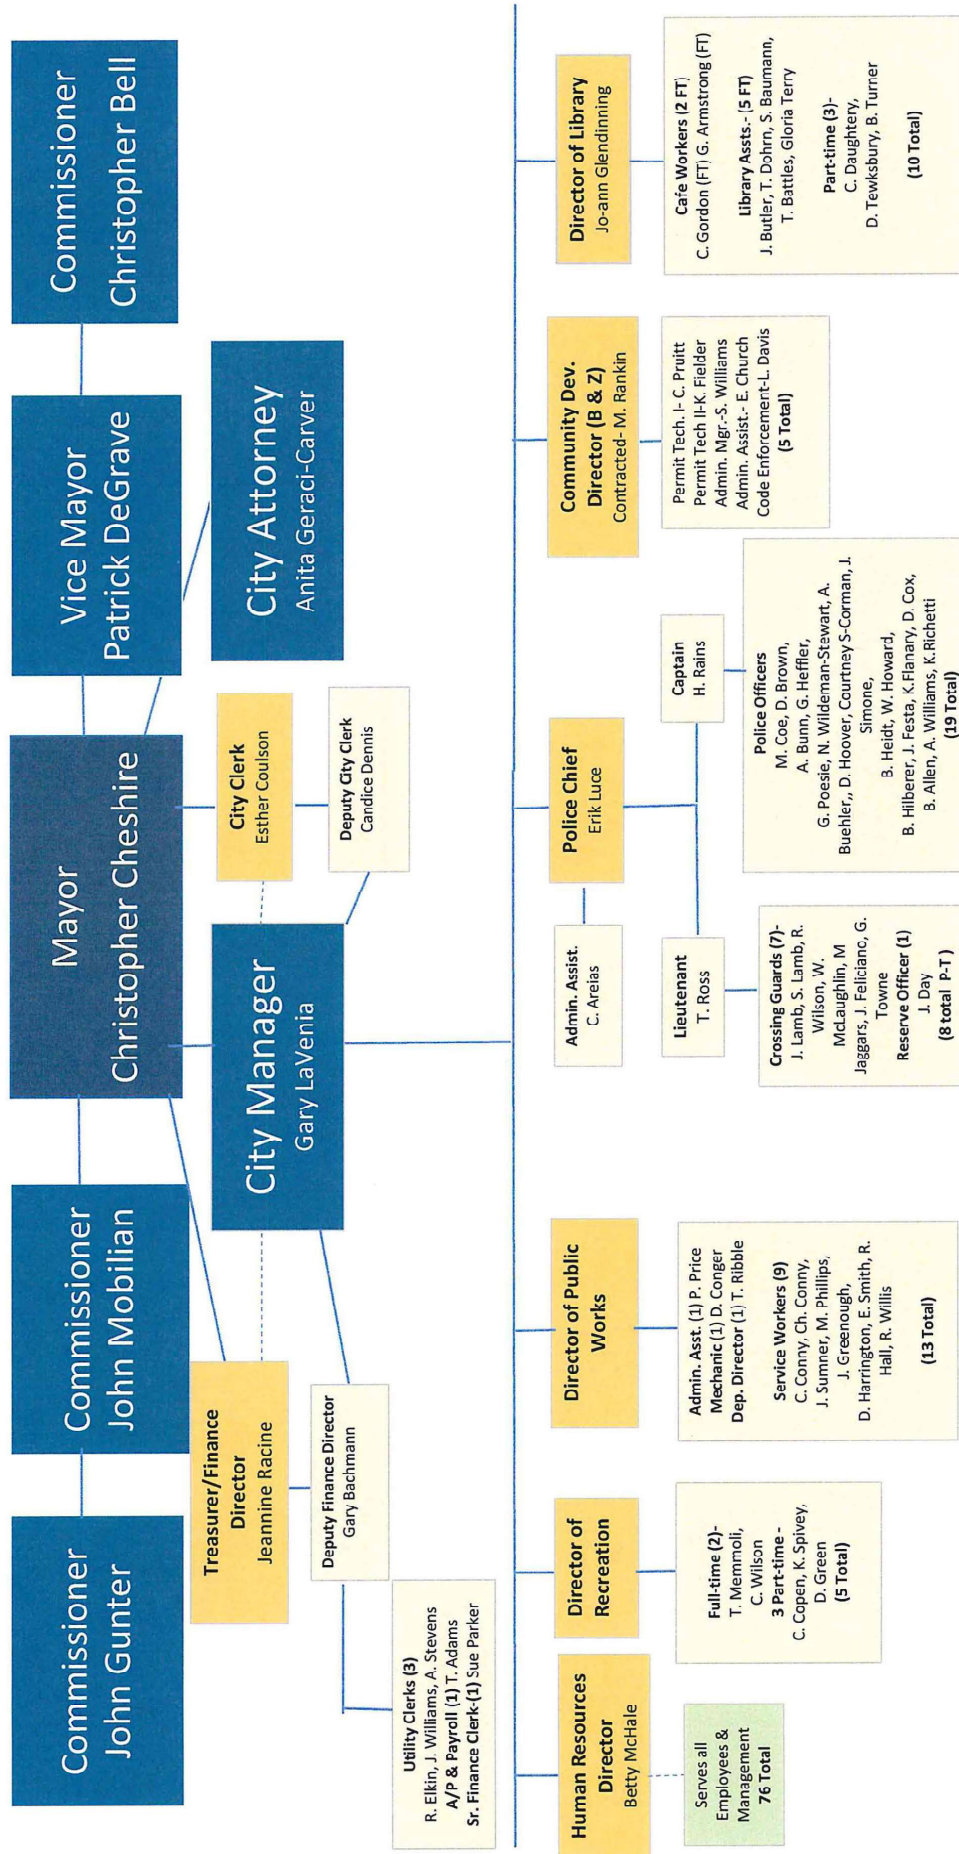 Commissioner
John Gunter
Commissioner
John Mobilian
Mayor
Christopher Cheshire
Vice Mayor
Patrick DeGrave
Commissioner
Christopher Bell
Treasurer/Finance
Director
Jeannine Racine
City Manager
Gary LaVenia
City Clerk
Esther Coulson
City Attorney
Anita Geraci-Carver
Deputy Finance Director
Gary Bachmann
Deputy City Clerk
Candice Dennis
Utility Clerks (3)
R. Elkin, J. Williams, A. Stevens
A/P & Payroll (1) T. Adams
Sr. Finance Clerk-(1) Sue Parker
Human Resources
Director
Betty McHale
Serves all
Employees &
Management
76 Total
Director of
Recreation
Full-time (2)-
T. Memmoli,
C. Wilson
3 Part-time -
C. Copen, K. Spivey,
D. Green
(5 Total)
Director of Public
Works
Admin. Asst. (1) P. Price
Mechanic (1) D. Conger
Dep. Director (1) T. Ribble
Service Workers (9)
C. Conny, Ch. Conny,
J. Sumner, M. Phillips,
J. Greenough,
D. Harrington, E. Smith, R.
Hall, R. Willis
(13 Total)
Police Chief
Erik Luce
Admin. Assist.
C. Areias
Lieutenant
T. Ross
Crossing Guards (7)-
J. Lamb, S. Lamb, R.
Wilson, W.
McLaughlin, M
Jaggars, J. Feliciano, G.
Towne
Reserve Officer (1)
J. Day
(8 total P-T )
Captain
H. Rains
Police Officers
M. Coe, D. Brown,
A. Bunn, G. Heffler,
G. Poesie, N. Wildeman-Stewart, A.
Buehler,, D. Hoover, Courtney S-Corman, J.
Simone,
B. Heidt, W. Howard,
B. Hilberer, J. Festa, K.Flanary, D. Cox,
B. Allen, A. Williams, K.Richetti
(19 Total)
Community Dev.
Director (B & Z)
Contracted- M. Rankin
Permit Tech. I- C. Pruitt
Permit Tech II-K. Fielder
Admin. Mgr.-S. Williams
Admin. Assist.- E. Church
Code Enforcement-L. Davis
(5 Total)
Director of Library
Jo-ann Glendinning
Cafe Workers (2 FT)
C. Gordon (FT) G. Armstrong (FT)
Library Assts.- (5 FT)
J. Butler, T. Dohrn, S. Baumann,
T. Battles, Gloria Terry
Part-time (3)-
C. Daughtery,
D. Tewksbury, B. Turner
(10 Total)